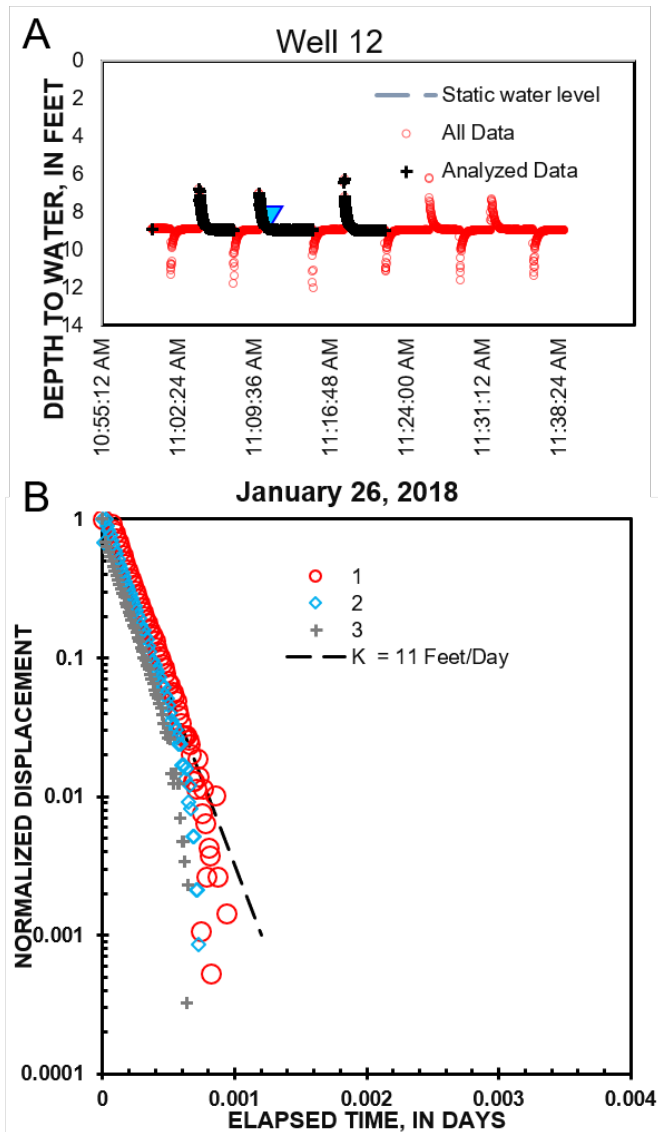 A
Well 12
DEPTH TO WATER, IN FEET
0
2
4
6
8
10
12
14
Static water level
All Data
Analyzed Data
10:55:12 AM
11:02:24 AM
11:09:36 AM
11:16:48 AM
11:24:00 AM
11:31:12 AM
11:38:24 AM
B
January 26, 2018
NORMALIZED DISPLACEMENT
1
0.1
0.01
0.001
0.0001
1
2
3
K = 11 Feet/Day
0
0.001
0.002
0.003
0.004
ELAPSED TIME, IN DAYS